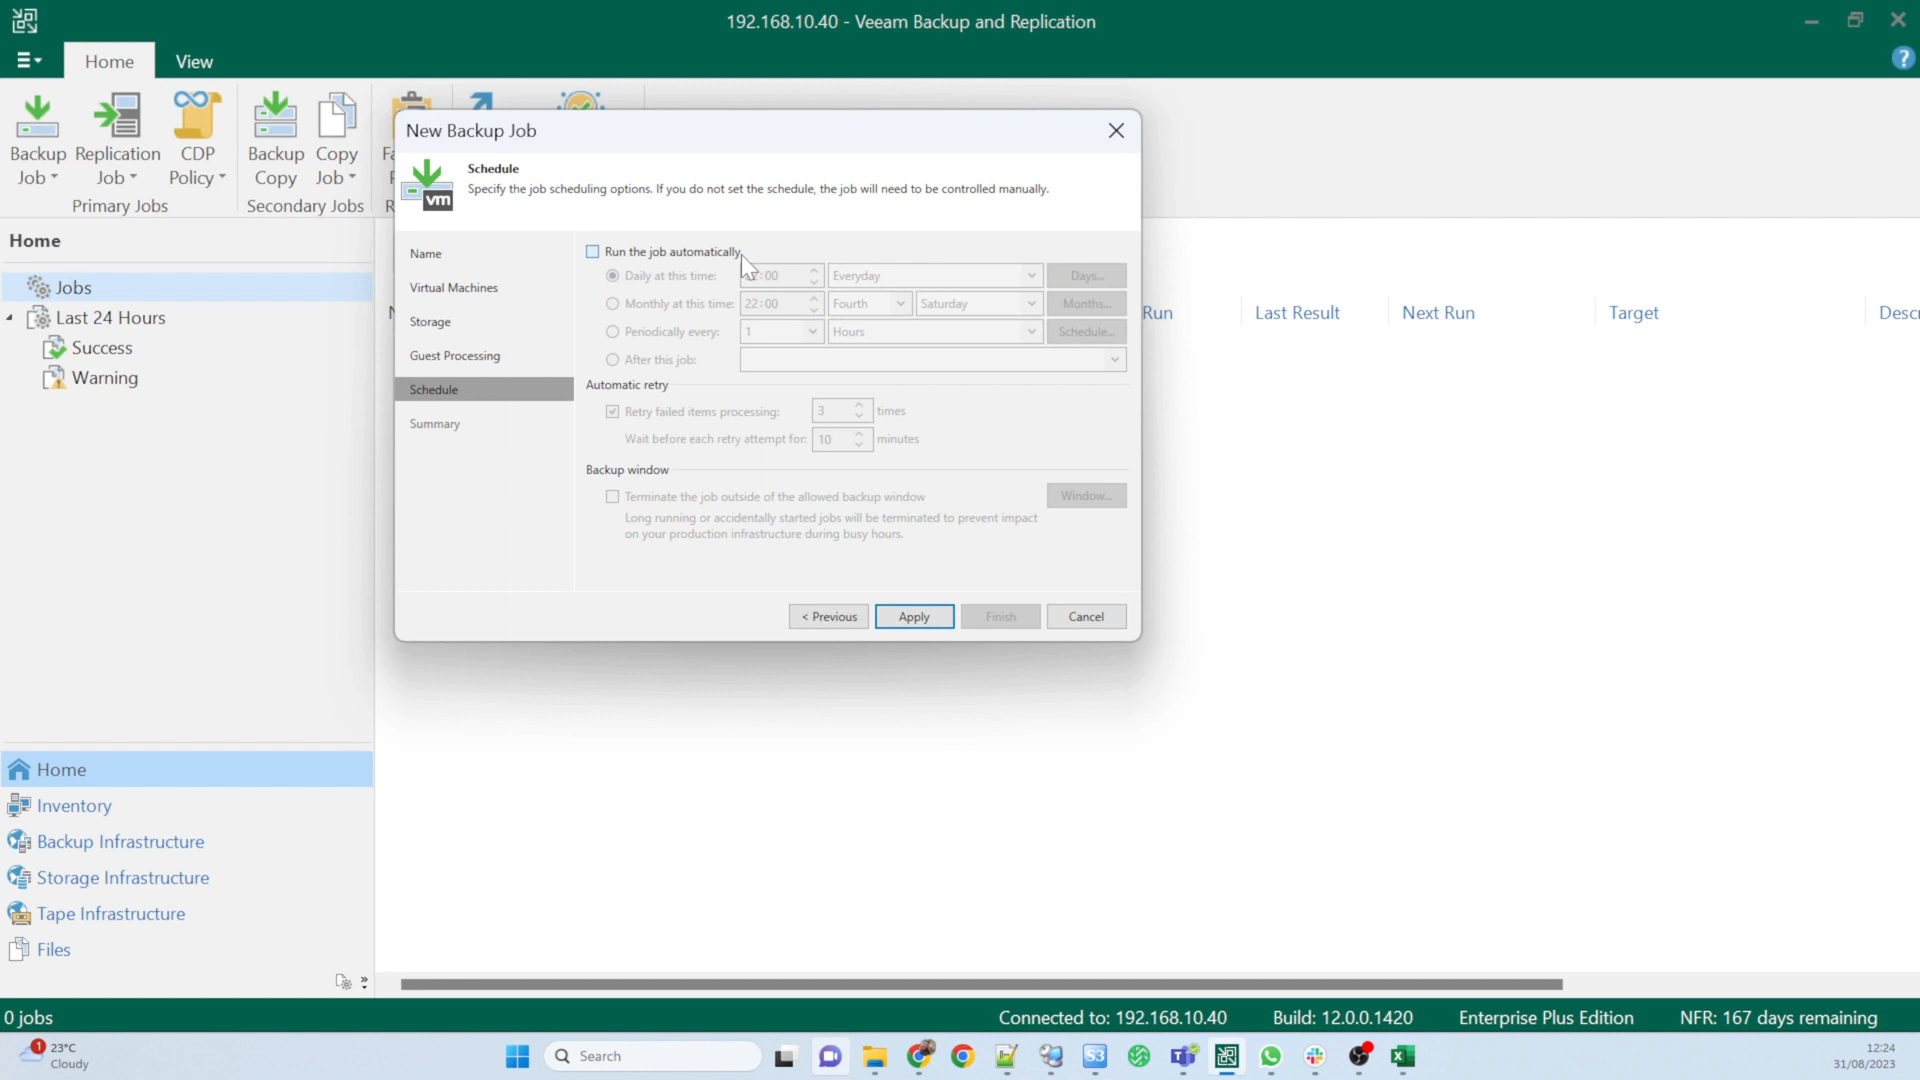 192.168.10.40 - Veeam Backup and Replication
Home
View
?
Backup Job
Replication Job
CDP Policy
Backup Copy
Copy Job
Primary Jobs
Secondary Jobs
Home
Jobs
Last 24 Hours
Success
Warning
New Backup Job
vm
Schedule
Specify the job scheduling options. If you do not set the schedule, the job will need to be controlled manually.
Name
Virtual Machines
Storage
Guest Processing
Schedule
Summary
Run the job automatically
Daily at this time: :00 Everyday Days...
Monthly at this time: 22:00 Fourth Saturday Months...
Periodically every: 1 Hours Schedule...
After this job:
Automatic retry
Retry failed items processing: 3 times
Wait before each retry attempt for: 10 minutes
Backup window
Terminate the job outside of the allowed backup window Window...
Long running or accidentally started jobs will be terminated to prevent impact
on your production infrastructure during busy hours.
< Previous Apply Finish Cancel
Run Last Result Next Run Target Descr
Home
Inventory
Backup Infrastructure
Storage Infrastructure
Tape Infrastructure
Files
0 jobs Connected to: 192.168.10.40 Build: 12.0.0.1420 Enterprise Plus Edition NFR: 167 days remaining
1 23°C
Cloudy
Search
S3
12:24
31/08/2023